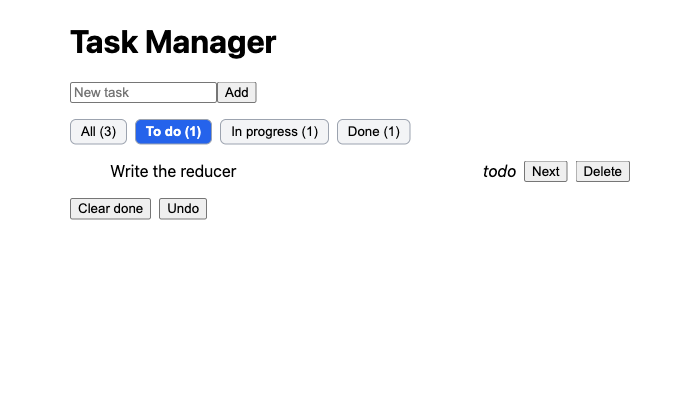 Task Manager
New task Add
All (3) To do (1) In progress (1) Done (1)
Write the reducer todo Next Delete
Clear done Undo